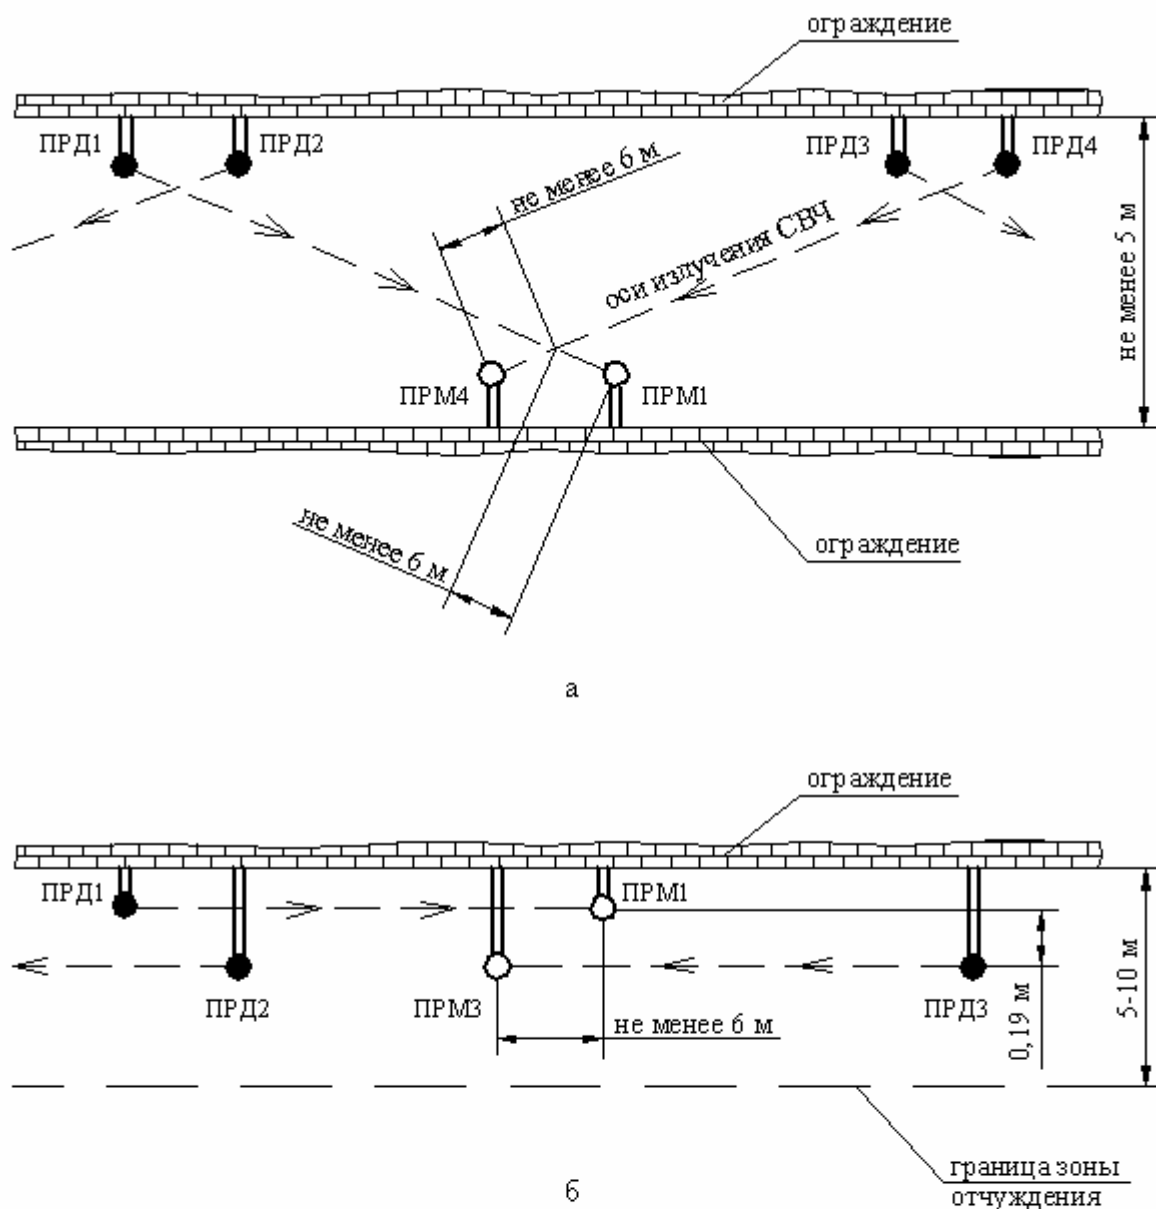 ограждение
ПРД1
ПРД2
ПРД3
ПРД4
не менее 6 м
оси излучения СВЧ
не менее 5 м
ПРМ4
ПРМ1
не менее 6 м
ограждение
а
ограждение
ПРД1
ПРМ1
ПРД2
ПРМ3
ПРД3
не менее 6 м
0,19 м
5-10 м
граница зоны
отчуждения
б